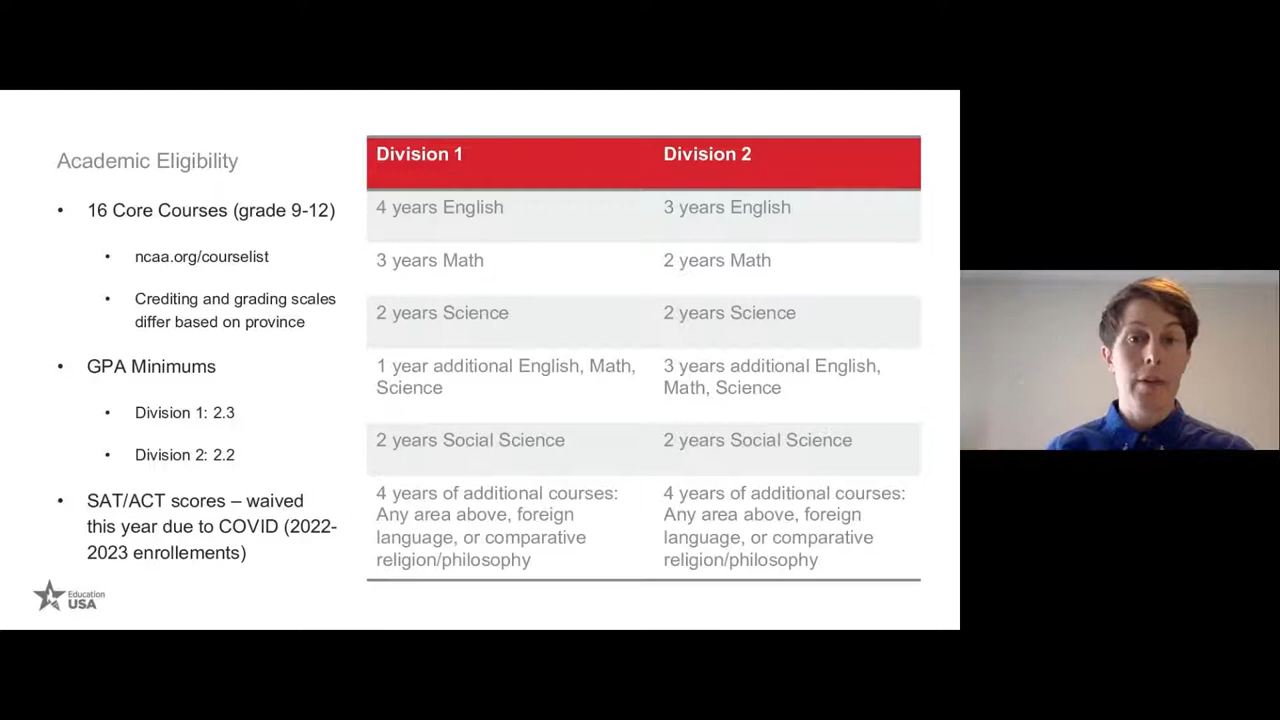 Academic Eligibility
• 16 Core Courses (grade 9-12)
• ncaa.org/courselist
• Crediting and grading scales
differ based on province
• GPA Minimums
• Division 1: 2.3
• Division 2: 2.2
• SAT/ACT scores – waived
this year due to COVID (2022-
2023 enrollements)
Division 1
Division 2
4 years English
3 years English
3 years Math
2 years Math
2 years Science
2 years Science
1 year additional English, Math,
Science
3 years additional English,
Math, Science
2 years Social Science
2 years Social Science
4 years of additional courses:
Any area above, foreign
language, or comparative
religion/philosophy
4 years of additional courses:
Any area above, foreign
language, or comparative
religion/philosophy
Education
USA